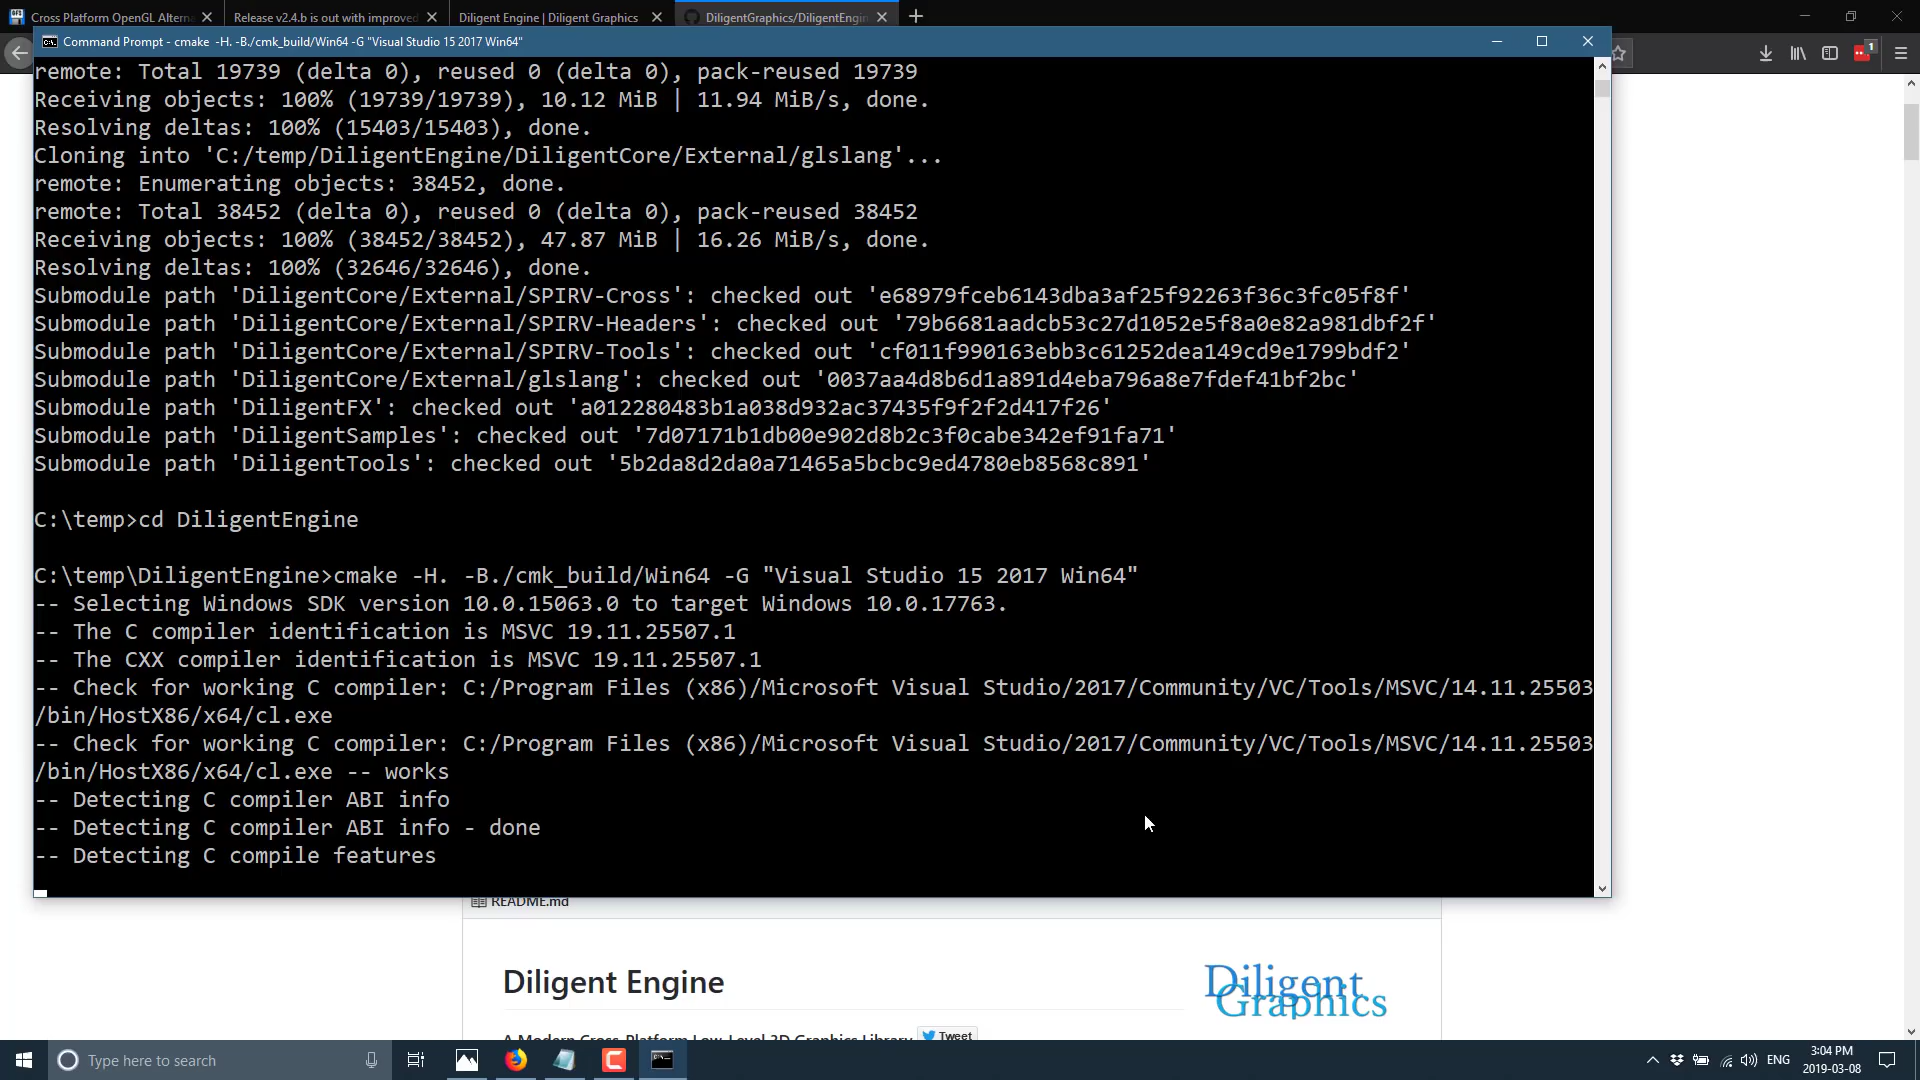 Cross Platform OpenGL Altern
Release v2.4.b is out with improved
Diligent Engine | Diligent Graphics
DiligentGraphics/DiligentEngin
Command Prompt - cmake -H. -B./cmk_build/Win64 -G "Visual Studio 15 2017 Win64"
1
remote: Total 19739 (delta 0), reused 0 (delta 0), pack-reused 19739
Receiving objects: 100% (19739/19739), 10.12 MiB | 11.94 MiB/s, done.
Resolving deltas: 100% (15403/15403), done.
Cloning into 'C:/temp/DiligentEngine/DiligentCore/External/glslang'...
remote: Enumerating objects: 38452, done.
remote: Total 38452 (delta 0), reused 0 (delta 0), pack-reused 38452
Receiving objects: 100% (38452/38452), 47.87 MiB | 16.26 MiB/s, done.
Resolving deltas: 100% (32646/32646), done.
Submodule path 'DiligentCore/External/SPIRV-Cross': checked out 'e68979fceb6143dba3af25f92263f36c3fc05f8f'
Submodule path 'DiligentCore/External/SPIRV-Headers': checked out '79b6681aadcb53c27d1052e5f8a0e82a981dbf2f'
Submodule path 'DiligentCore/External/SPIRV-Tools': checked out 'cf011f990163ebb3c61252dea149cd9e1799bdf2'
Submodule path 'DiligentCore/External/glslang': checked out '0037aa4d8b6d1a891d4eba796a8e7fdef41bf2bc'
Submodule path 'DiligentFX': checked out 'a012280483b1a038d932ac37435f9f2f2d417f26'
Submodule path 'DiligentSamples': checked out '7d07171b1db00e902d8b2c3f0cabe342ef91fa71'
Submodule path 'DiligentTools': checked out '5b2da8d2da0a71465a5bcbc9ed4780eb8568c891'
C:\temp>cd DiligentEngine
C:\temp\DiligentEngine>cmake -H. -B./cmk_build/Win64 -G "Visual Studio 15 2017 Win64"
-- Selecting Windows SDK version 10.0.15063.0 to target Windows 10.0.17763.
-- The C compiler identification is MSVC 19.11.25507.1
-- The CXX compiler identification is MSVC 19.11.25507.1
-- Check for working C compiler: C:/Program Files (x86)/Microsoft Visual Studio/2017/Community/VC/Tools/MSVC/14.11.25503
/bin/HostX86/x64/cl.exe
-- Check for working C compiler: C:/Program Files (x86)/Microsoft Visual Studio/2017/Community/VC/Tools/MSVC/14.11.25503
/bin/HostX86/x64/cl.exe -- works
-- Detecting C compiler ABI info
-- Detecting C compiler ABI info - done
-- Detecting C compile features
README.md
Diligent Engine
Diligent
Graphics
A Modern Cross-Platform Low-Level 3D Graphics Library
Tweet
Type here to search
ENG
3:04 PM
2019-03-08